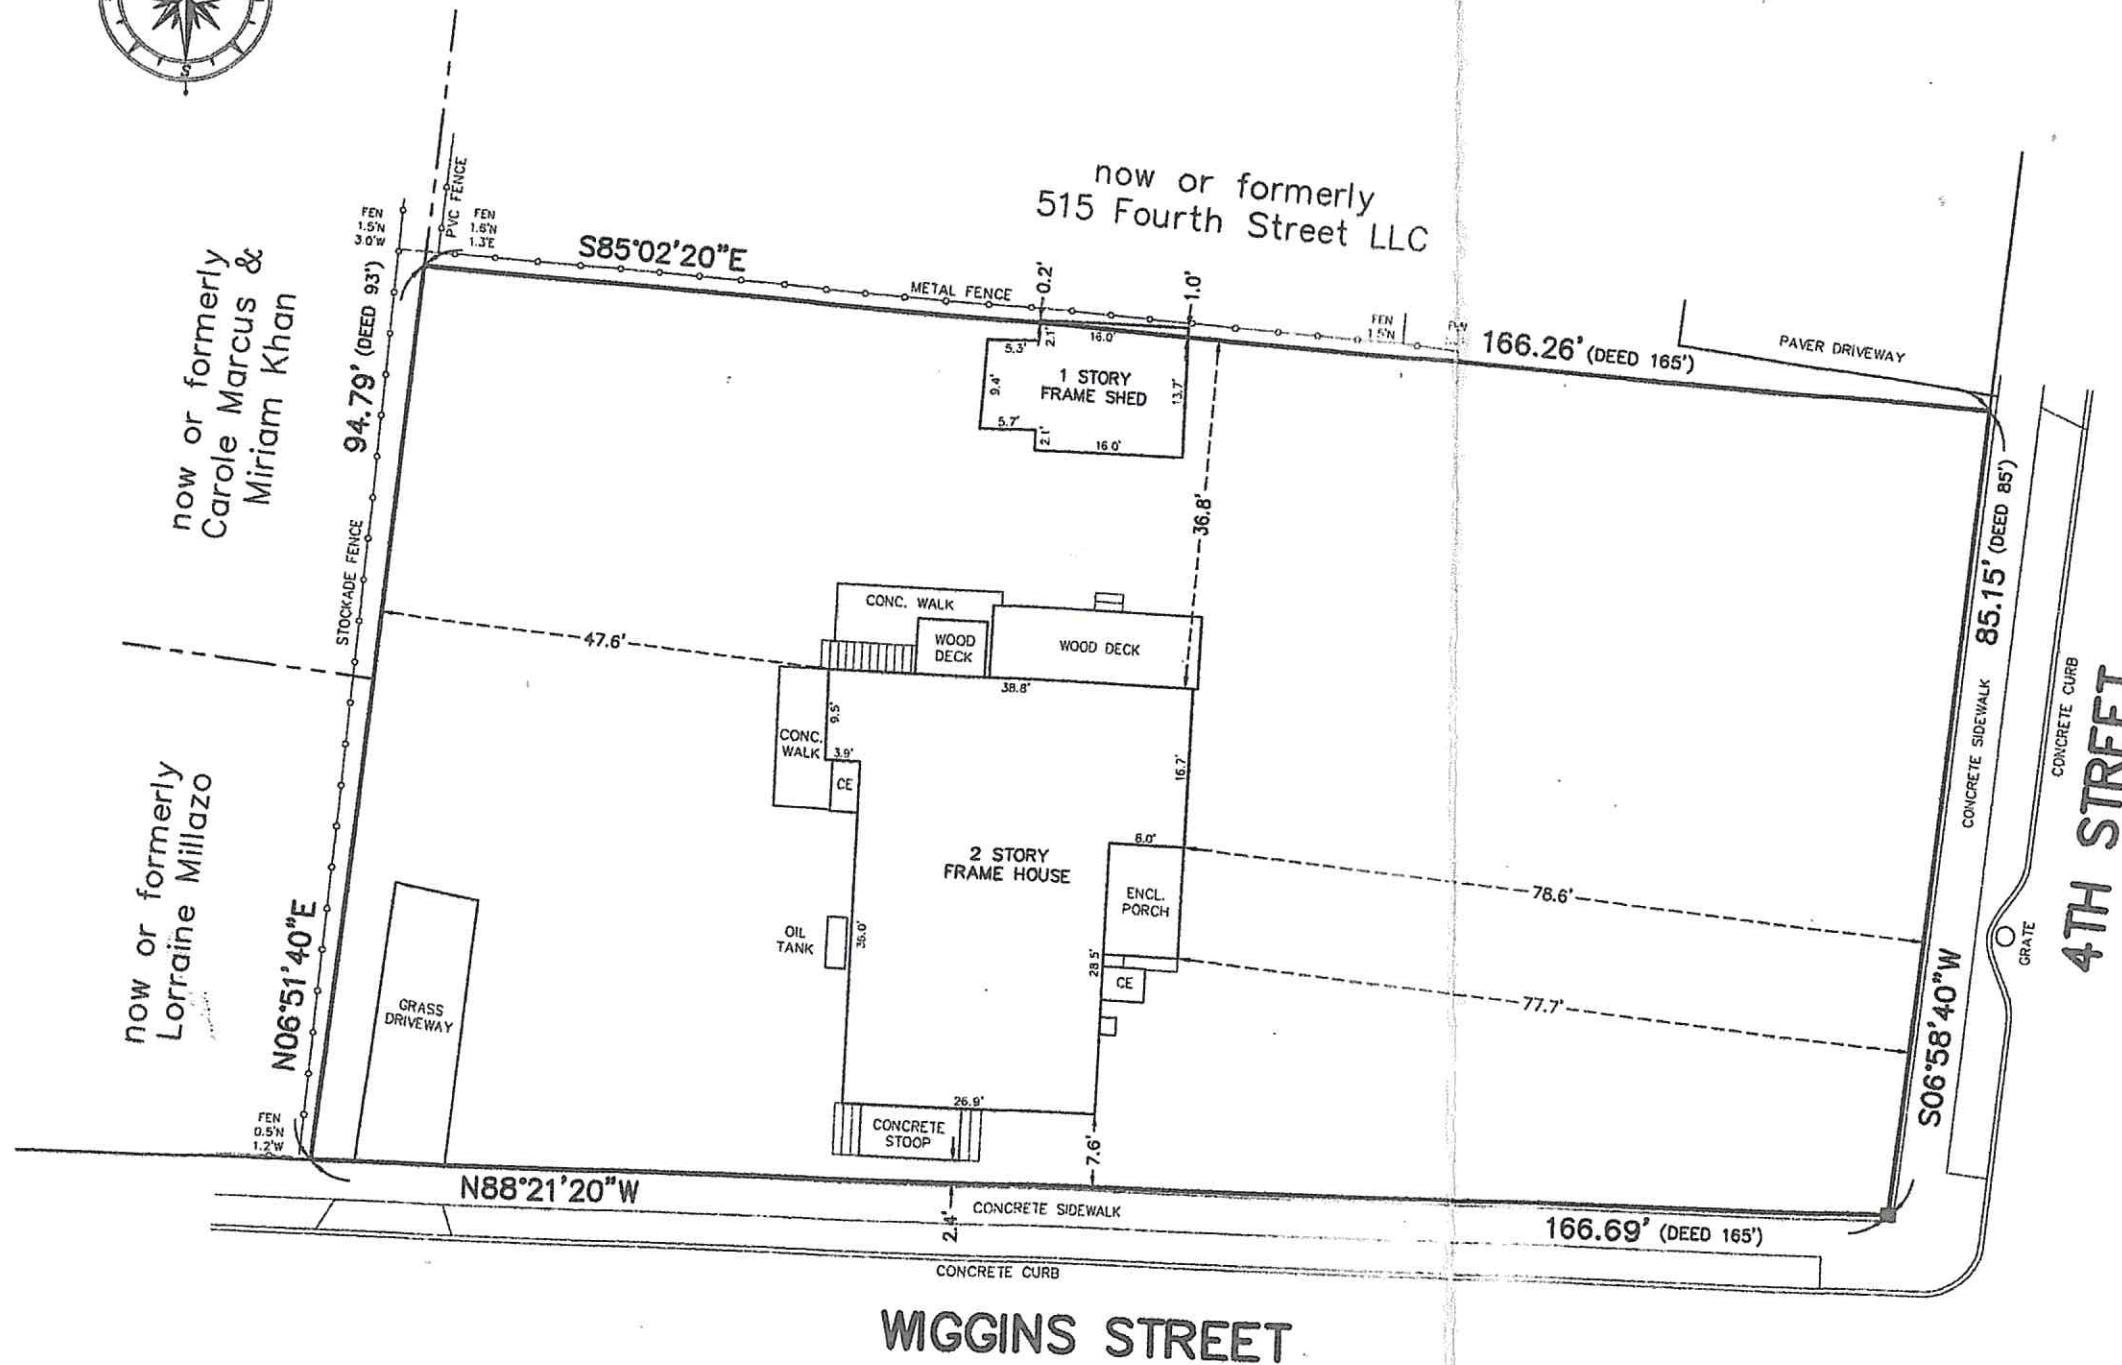 S
now or formerly
515 Fourth Street LLC
PVC FENCE
FEN
1.5'N
3.0'W
FEN
1.6'N
1.3'E
S85°02'20"E
METAL FENCE
0.2'
1.0'
FEN
1.5'N
166.26' (DEED 165')
PAVER DRIVEWAY
now or formerly
Carole Marcus &
Miriam Khan
94.79' (DEED 93')
STOCKADE FENCE
5.3'
2.1'
16.0'
9.4'
1 STORY
FRAME SHED
13.7'
5.7'
2.1'
16.0'
36.8'
85.15' (DEED 85')
CONCRETE SIDEWALK
CONCRETE CURB
4TH STREET
GRATE
S06°58'40"W
47.6'
CONC. WALK
WOOD
DECK
WOOD DECK
38.8'
9.5'
CONC.
WALK
3.9'
CE
16.7'
2 STORY
FRAME HOUSE
ENCL.
PORCH
78.6'
77.7'
OIL
TANK
36.0'
28.5'
CE
now or formerly
Lorraine Millazo
N06°51'40"E
GRASS
DRIVEWAY
FEN
0.5'N
1.2'W
26.9'
CONCRETE
STOOP
7.6'
2.4'
N88°21'20"W
CONCRETE SIDEWALK
166.69' (DEED 165')
CONCRETE CURB
WIGGINS STREET